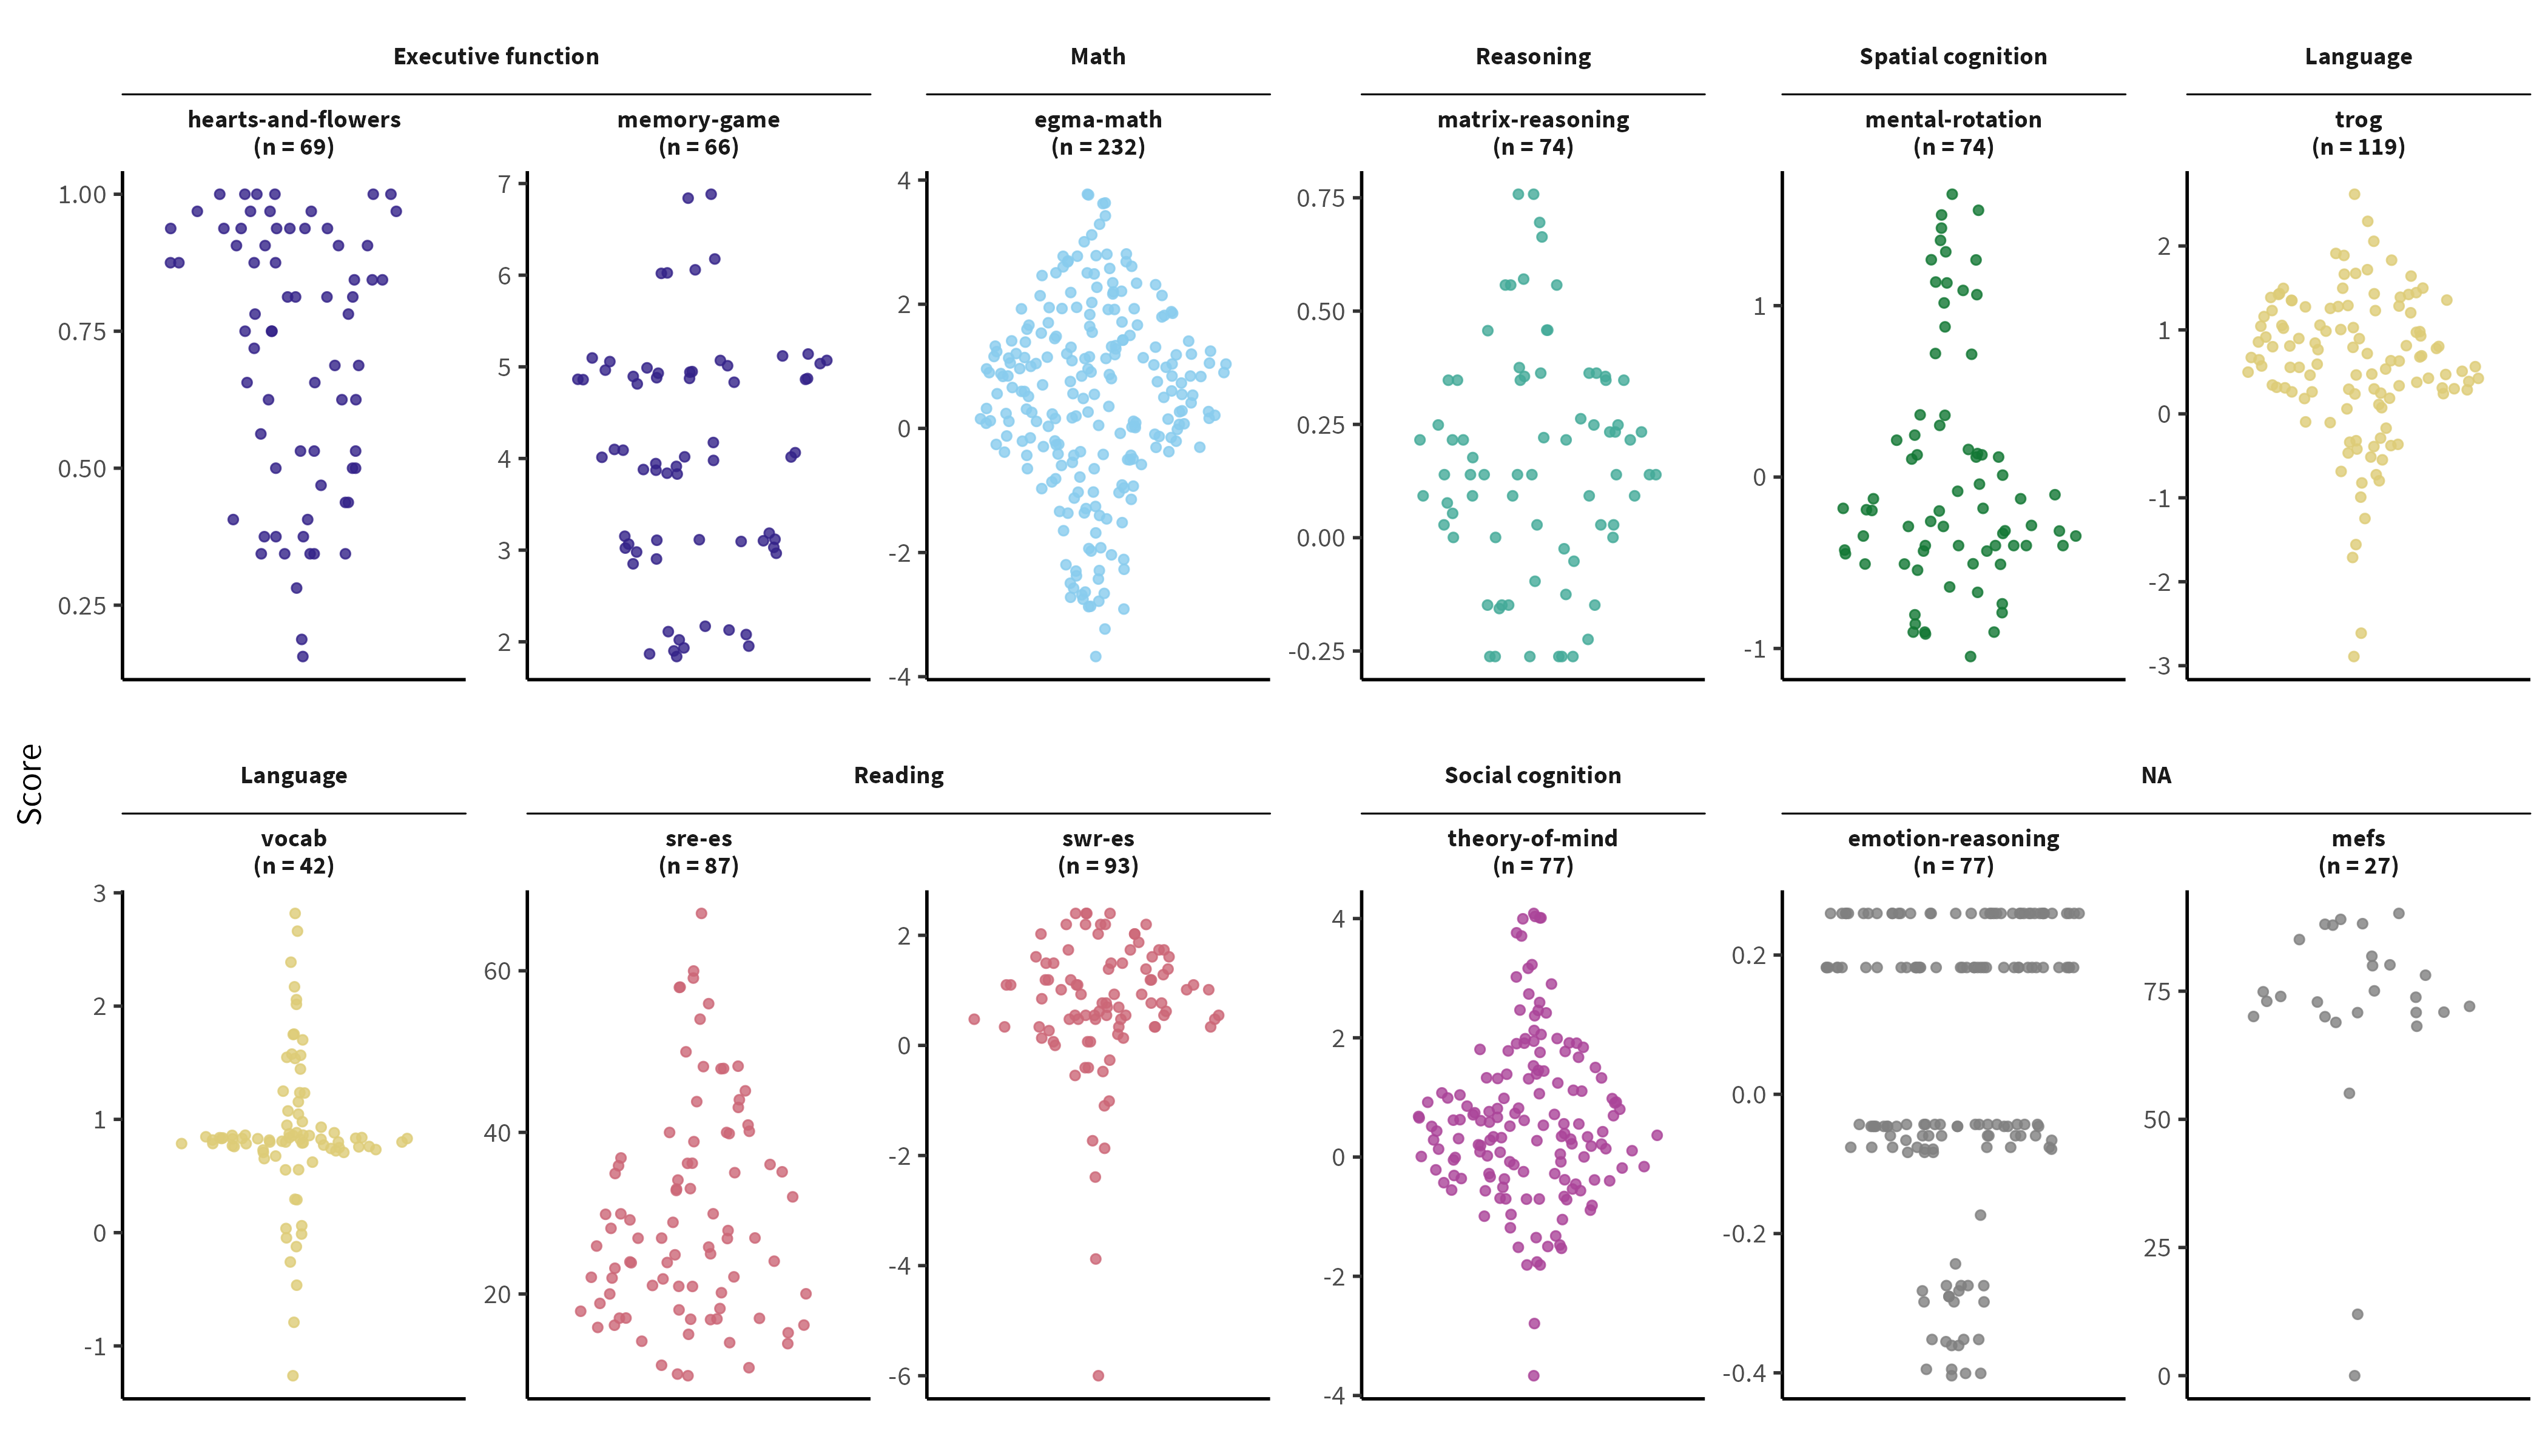 Executive function
Math
Reasoning
Spatial cognition
Language
hearts-and-flowers
(n = 69)
memory-game
(n = 66)
egma-math
(n = 232)
matrix-reasoning
(n = 74)
mental-rotation
(n = 74)
trog
(n = 119)
1.00
0.75
0.50
0.25
7
6
5
4
3
2
4
2
0
-2
-4
0.75
0.50
0.25
0.00
-0.25
1
0
-1
2
1
0
-1
-2
-3
Score
Language
Reading
Social cognition
NA
vocab
(n = 42)
sre-es
(n = 87)
swr-es
(n = 93)
theory-of-mind
(n = 77)
emotion-reasoning
(n = 77)
mefs
(n = 27)
3
2
1
0
-1
60
40
20
2
0
-2
-4
-6
4
2
0
-2
-4
0.2
0.0
-0.2
-0.4
75
50
25
0